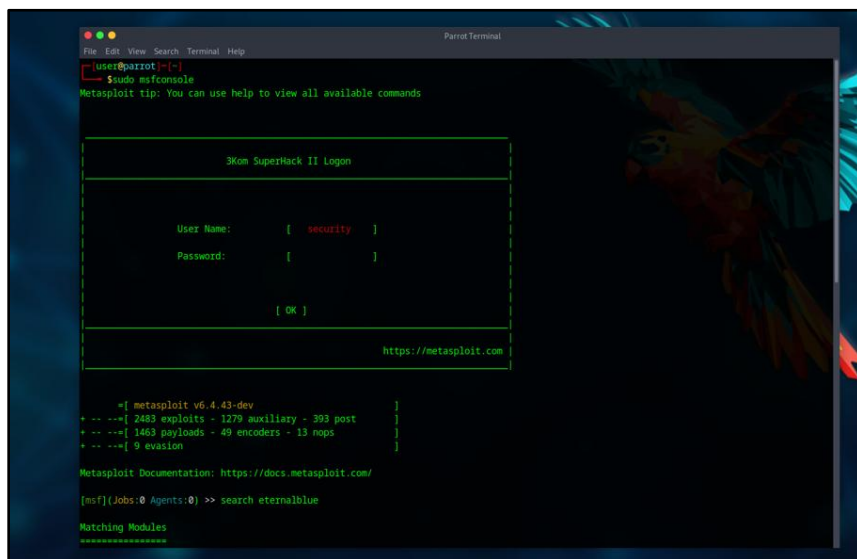 Parrot Terminal
File Edit View Search Terminal Help
[user@parrot]-[~]
$sudo msfconsole
Metasploit tip: You can use help to view all available commands
3Kom SuperHack II Logon
User Name: [ security ]
Password: [ ]
[ OK ]
https://metasploit.com
=[ metasploit v6.4.43-dev ]
+ -- --=[ 2483 exploits - 1279 auxiliary - 393 post ]
+ -- --=[ 1463 payloads - 49 encoders - 13 nops ]
+ -- --=[ 9 evasion ]
Metasploit Documentation: https://docs.metasploit.com/
[msf](Jobs:0 Agents:0) >> search eternalblue
Matching Modules
================